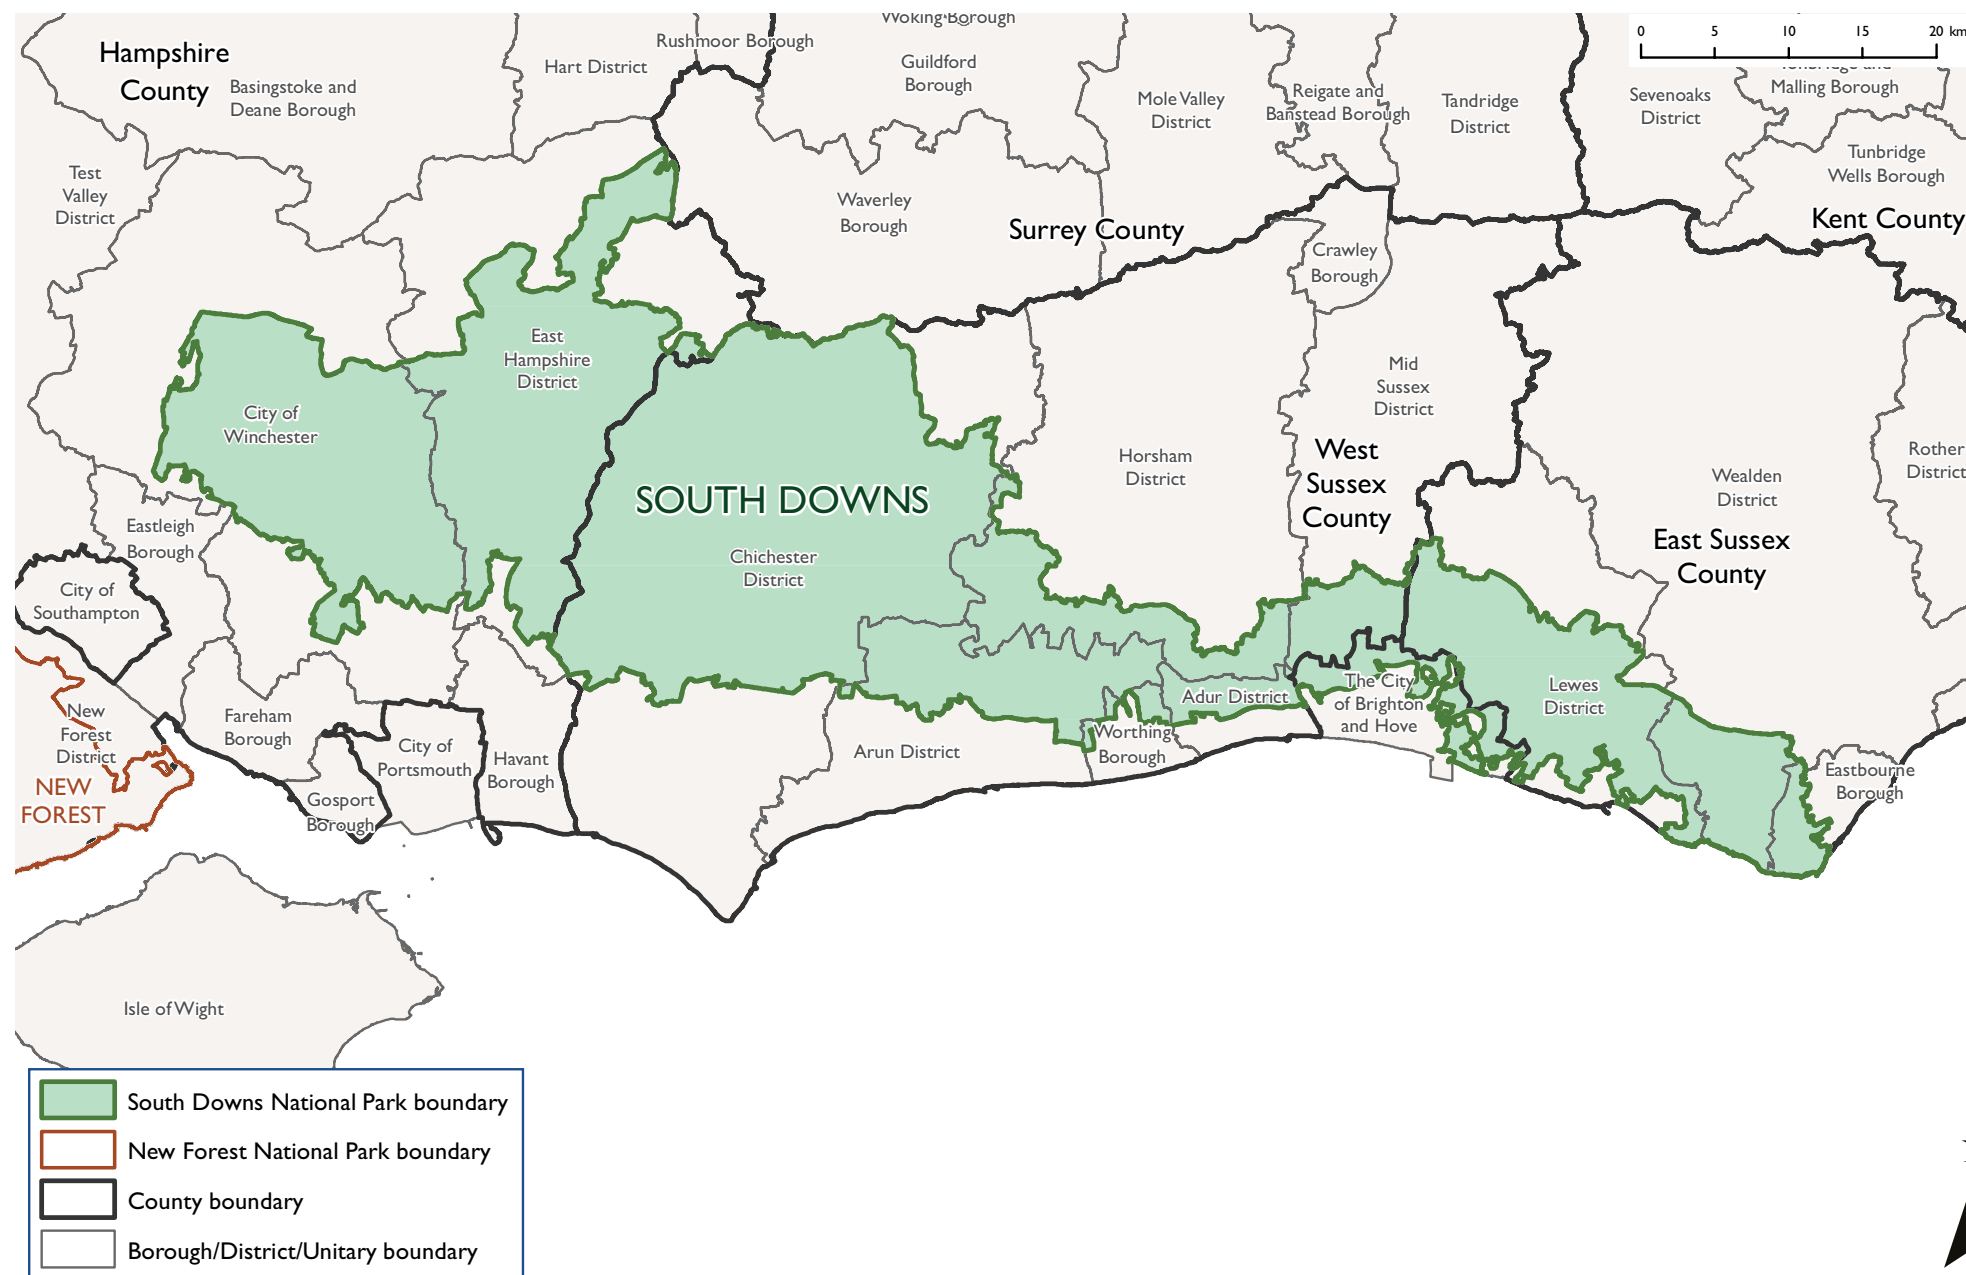 Woking Borough
Hampshire
County
Rushmoor Borough
Hart District
Guildford
Borough
0 5 10 15 20 km
Basingstoke and
Deane Borough
Mole Valley
District
Reigate and
Banstead Borough
Tandridge
District
Sevenoaks
District
Tonbridge and
Malling Borough
Test
Valley
District
Waverley
Borough
Surrey County
Tunbridge
Wells Borough
Kent County
Crawley
Borough
East
Hampshire
District
City of
Winchester
Mid
Sussex
District
SOUTH DOWNS
Horsham
District
West
Sussex
County
Wealden
District
Rother
District
Eastleigh
Borough
Chichester
District
East Sussex
County
City of
Southampton
New
Forest
District
NEW
FOREST
Fareham
Borough
City of
Portsmouth
Havant
Borough
Gosport
Borough
Arun District
Worthing
Borough
Adur District
The City
of Brighton
and Hove
Lewes
District
Eastbourne
Borough
Isle of Wight
South Downs National Park boundary
New Forest National Park boundary
County boundary
Borough/District/Unitary boundary